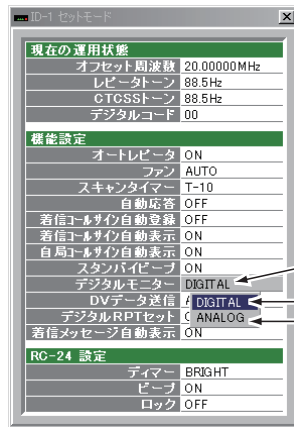 ID-1 セットモード
現在の運用状態
オフセット周波数 20.00000MHz
レピータトーン 88.5Hz
CTCSSトーン 88.5Hz
デジタルコード 00
機能設定
オートレピータ ON
ファン AUTO
スキャンタイマー T-10
自動応答 OFF
着信コールサイン自動登録 OFF
着信コールサイン自動表示 ON
自局コールサイン自動表示 ON
スタンバイビープ ON
デジタルモニター DIGITAL
DVデータ送信 DIGITAL
デジタルRPTセット ANALOG
着信メッセージ自動表示 ON
RC-24 設定
ディマー BRIGHT
ビープ ON
ロック OFF